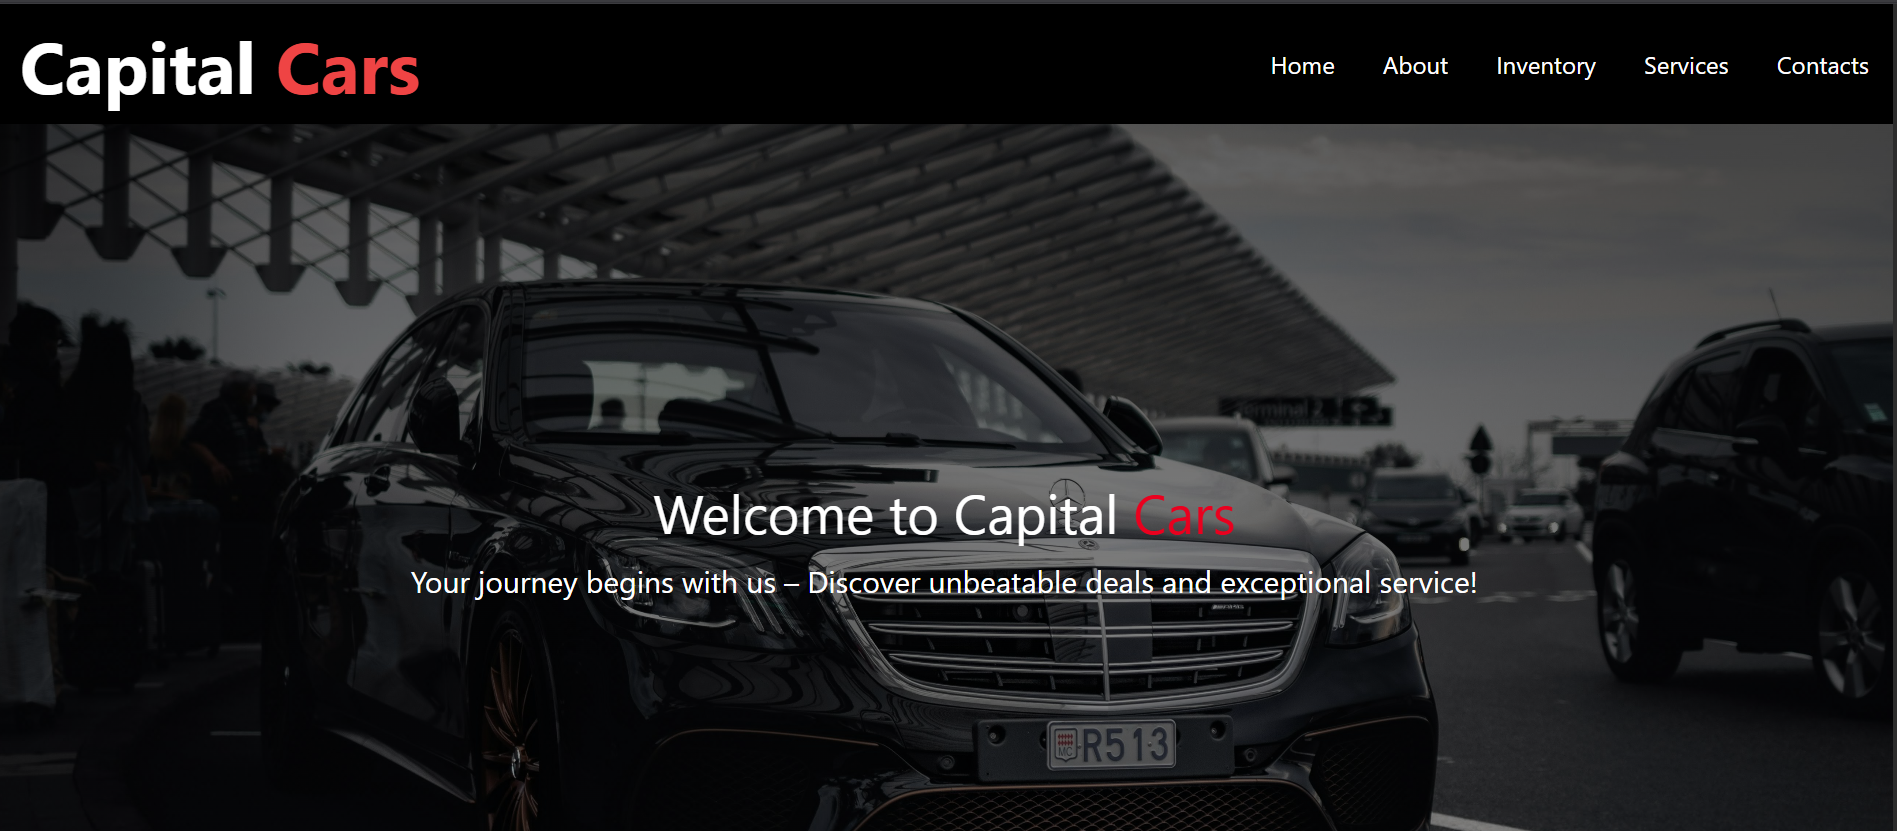 Capital Cars
Home About Inventory Services Contacts
Terminal 2
Welcome to Capital Cars
Your journey begins with us – Discover unbeatable deals and exceptional service!
MC R513